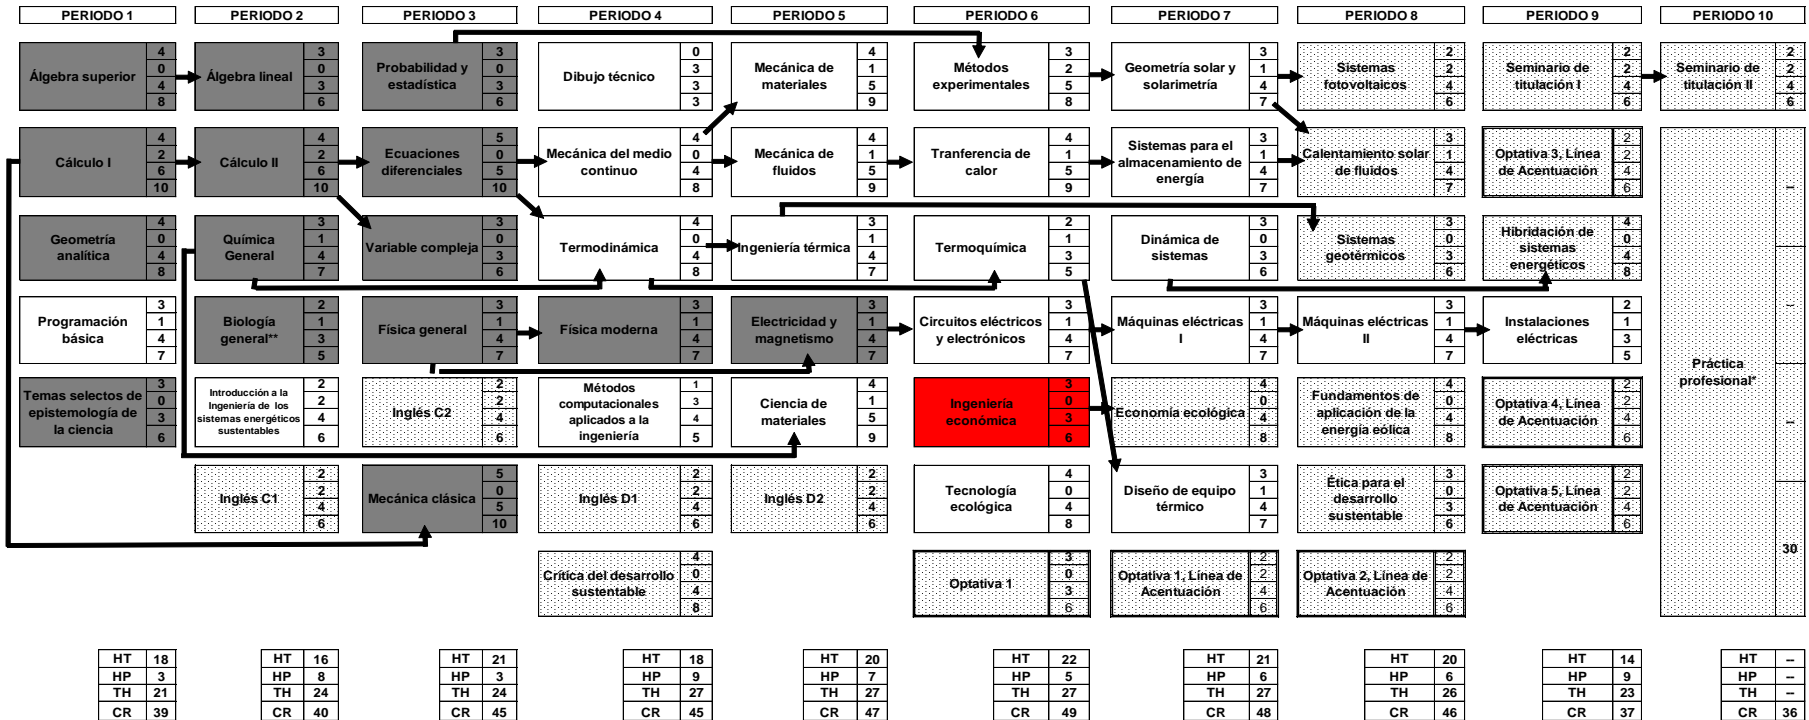 PERIODO 1
PERIODO 2
PERIODO 3
PERIODO 4
PERIODO 5
PERIODO 6
PERIODO 7
PERIODO 8
PERIODO 9
PERIODO 10
Álgebra superior
4
0
4
8
Álgebra lineal
3
0
3
6
Probabilidad y
estadística
3
0
3
6
Dibujo técnico
0
3
3
3
Mecánica de
materiales
4
1
5
9
Métodos
experimentales
3
2
5
8
Geometría solar y
solarimetría
3
1
4
7
Sistemas
fotovoltaicos
2
2
4
6
Seminario de
titulación I
2
2
4
6
Seminario de
titulación II
2
2
4
6
Cálculo I
4
2
6
10
Cálculo II
4
2
6
10
Ecuaciones
diferenciales
5
0
5
10
Mecánica del medio
continuo
4
0
4
8
Mecánica de
fluidos
4
1
5
9
Tranferencia de
calor
4
1
5
9
Sistemas para el
almacenamiento de
energía
3
1
4
7
Calentamiento solar
de fluidos
3
1
4
7
Optativa 3, Línea
de Acentuación
2
2
4
6
Geometría
analítica
4
0
4
8
Química
General
3
1
4
7
Variable compleja
3
0
3
6
Termodinámica
4
0
4
8
Ingeniería térmica
3
1
4
7
Termoquímica
2
1
3
5
Dinámica de
sistemas
3
0
3
6
Sistemas
geotérmicos
3
0
3
6
Hibridación de
sistemas
energéticos
4
0
4
8
Programación
básica
3
1
4
7
Biología
general**
2
1
3
5
Física general
3
1
4
7
Física moderna
3
1
4
7
Electricidad y
magnetismo
3
1
4
7
Circuitos eléctricos
y electrónicos
3
1
4
7
Máquinas eléctricas
I
3
1
4
7
Máquinas eléctricas
II
3
1
4
7
Instalaciones
eléctricas
2
1
3
5
Temas selectos de
epistemología de
la ciencia
3
0
3
6
Introducción a la
Ingeniería de los
sistemas energéticos
sustentables
2
2
4
6
Inglés C2
2
2
4
6
Métodos
computacionales
aplicados a la
ingeniería
1
3
4
5
Ciencia de
materiales
4
1
5
9
Ingeniería
económica
3
0
3
6
Economía ecológica
4
0
4
8
Fundamentos de
aplicación de la
energía eólica
4
0
4
8
Optativa 4, Línea
de Acentuación
2
2
4
6
Inglés C1
2
2
4
6
Mecánica clásica
5
0
5
10
Inglés D1
2
2
4
6
Inglés D2
2
2
4
6
Tecnología
ecológica
4
0
4
8
Diseño de equipo
térmico
3
1
4
7
Ética para el
desarrollo
sustentable
3
0
3
6
Optativa 5, Línea
de Acentuación
2
2
4
6
Crítica del desarrollo
sustentable
4
0
4
8
Optativa 1
3
0
3
6
Optativa 1, Línea de
Acentuación
2
2
4
6
Optativa 2, Línea de
Acentuación
2
2
4
6
Práctica
profesional*
--
--
--
30
HT 18
HP 3
TH 21
CR 39
HT 16
HP 8
TH 24
CR 40
HT 21
HP 3
TH 24
CR 45
HT 18
HP 9
TH 27
CR 45
HT 20
HP 7
TH 27
CR 47
HT 22
HP 5
TH 27
CR 49
HT 21
HP 6
TH 27
CR 48
HT 20
HP 6
TH 26
CR 46
HT 14
HP 9
TH 23
CR 37
HT --
HP --
TH --
CR 36